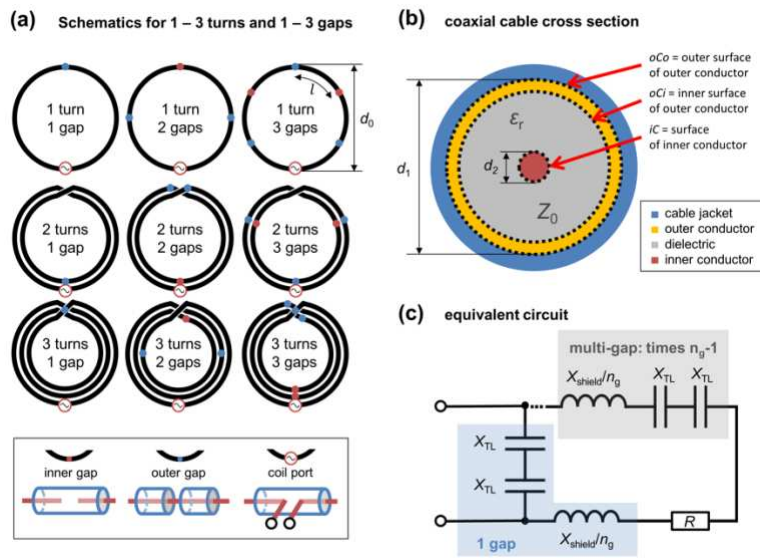 (a) Schematics for 1 – 3 turns and 1 – 3 gaps
1 turn
1 gap
1 turn
2 gaps
1 turn
3 gaps
l
d0
2 turns
1 gap
2 turns
2 gaps
2 turns
3 gaps
3 turns
1 gap
3 turns
2 gaps
3 turns
3 gaps
inner gap
outer gap
coil port
(b) coaxial cable cross section
oCo = outer surface
of outer conductor
oCi = inner surface
of outer conductor
iC = surface
of inner conductor
εr
d1
d2
Z0
cable jacket
outer conductor
dielectric
inner conductor
(c) equivalent circuit
multi-gap: times ng-1
Xshield/ng
XTL
XTL
XTL
XTL
1 gap
Xshield/ng
R